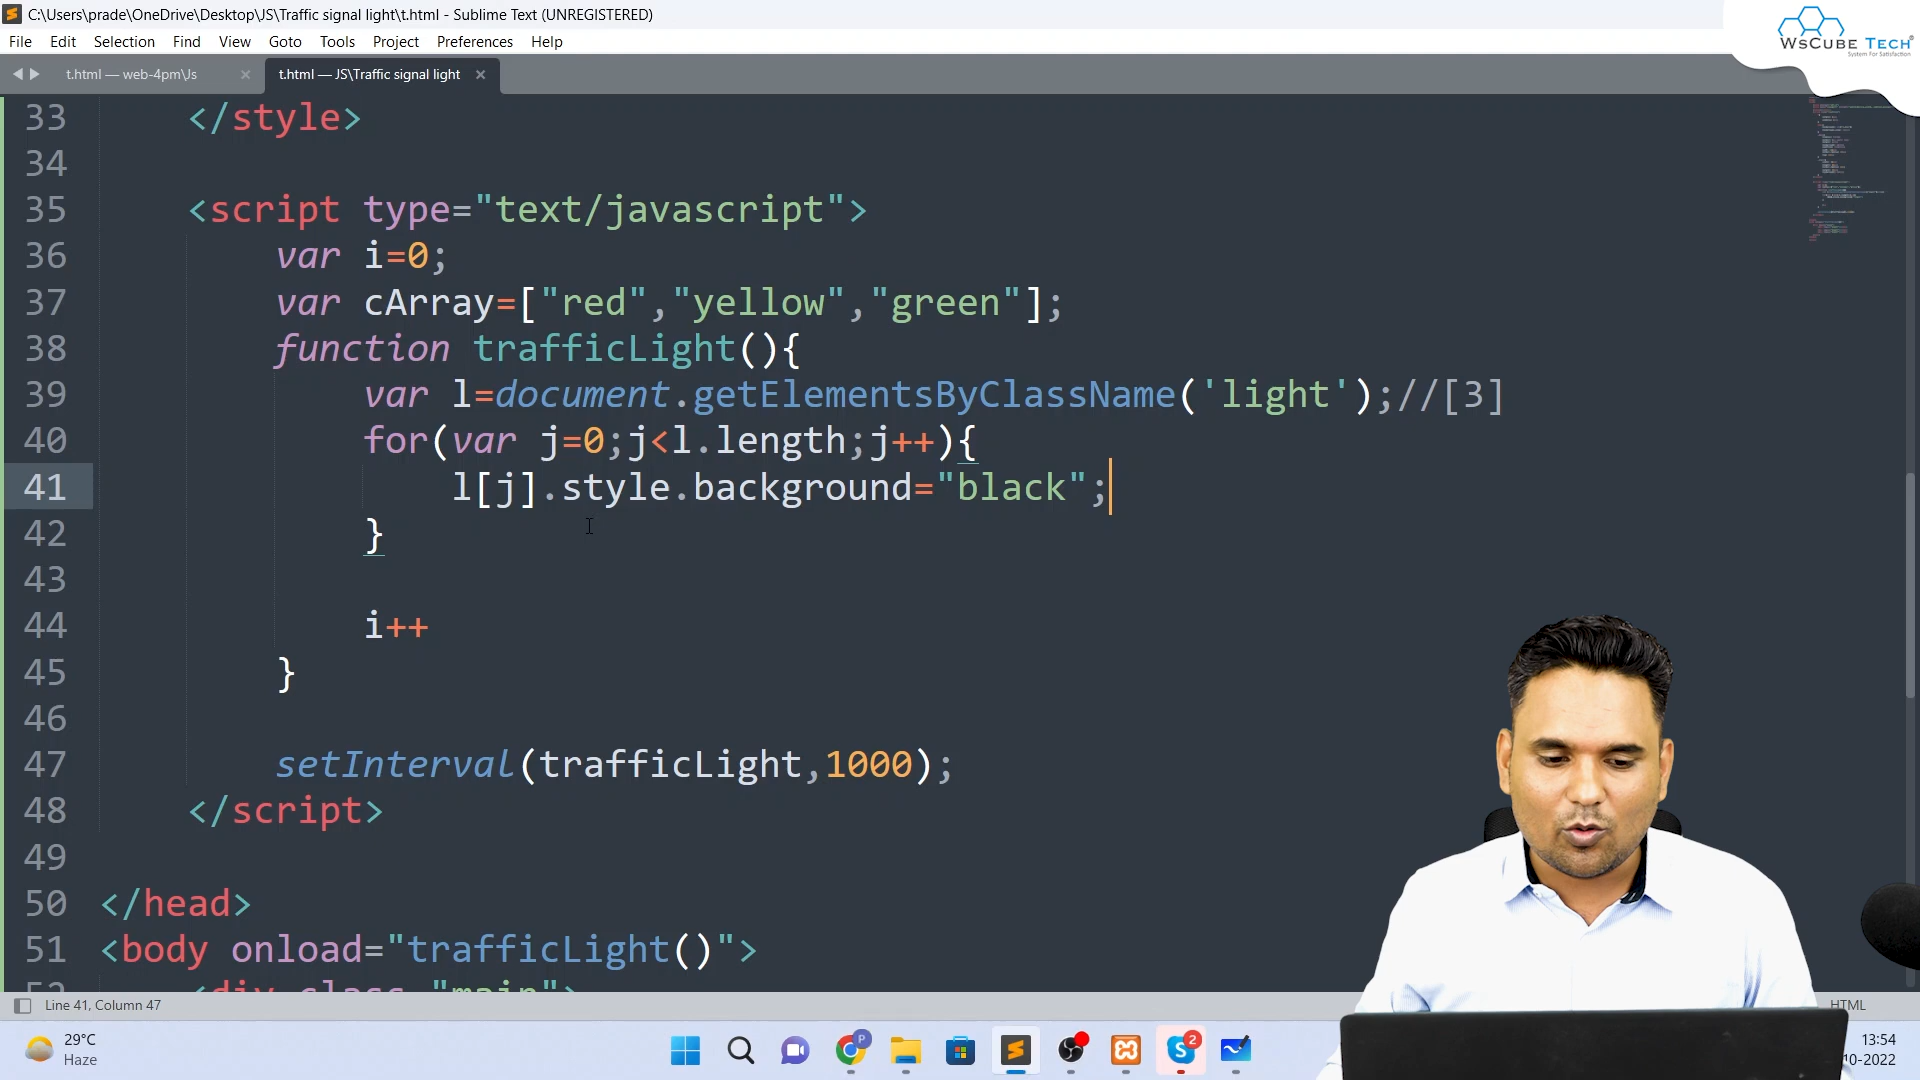 C:\Users\prade\OneDrive\Desktop\JS\Traffic signal light\t.html - Sublime Text (UNREGISTERED)
File Edit Selection Find View Goto Tools Project Preferences Help
WsCube Tech®
System For Satisfaction
t.html — web-4pm\Js × t.html — JS\Traffic signal light ×
33 </style>
34
35 <script type="text/javascript">
36 var i=0;
37 var cArray=["red","yellow","green"];
38 function trafficLight(){
39 var l=document.getElementsByClassName('light');//[3]
40 for(var j=0;j<l.length;j++){
41 l[j].style.background="black";
42 }
43
44 i++
45 }
46
47 setInterval(trafficLight,1000);
48 </script>
49
50 </head>
51 <body onload="trafficLight()">
52 <div class="main">
Line 41, Column 47 HTML
29°C
Haze
P
2
13:54
10-2022